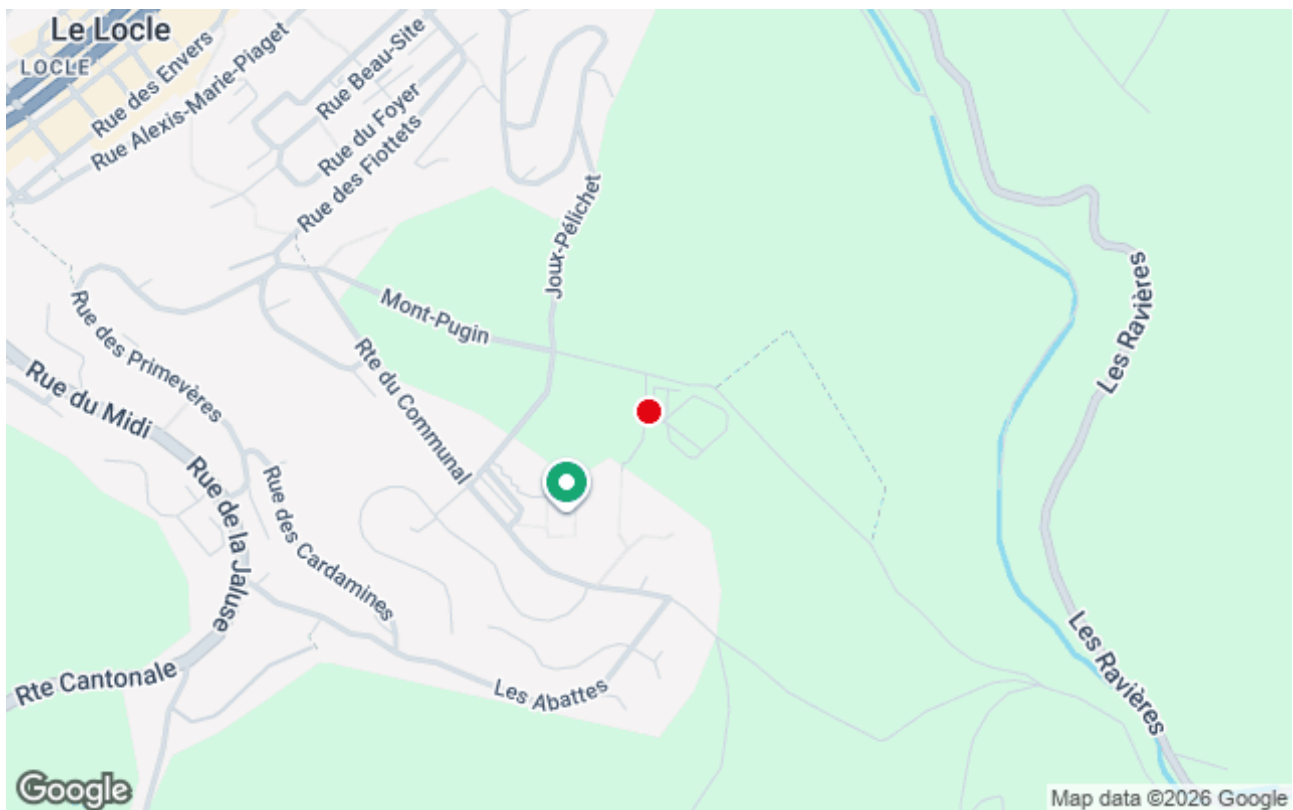 Le Locle
LOCLE
Rue des Envers
Rue Alexis-Marie-Piaget
Rue Beau-Site
Rue du Foyer
Rue des Fiottets
Joux-Pélichet
Mont-Pugin
Rte du Communal
Rue des Primevères
Rue du Midi
Rue de la Jaluse
Rue des Cardamines
Rte Cantonale
Les Abattes
Les Ravières
Les Ravières
Google
Map data ©2026 Google